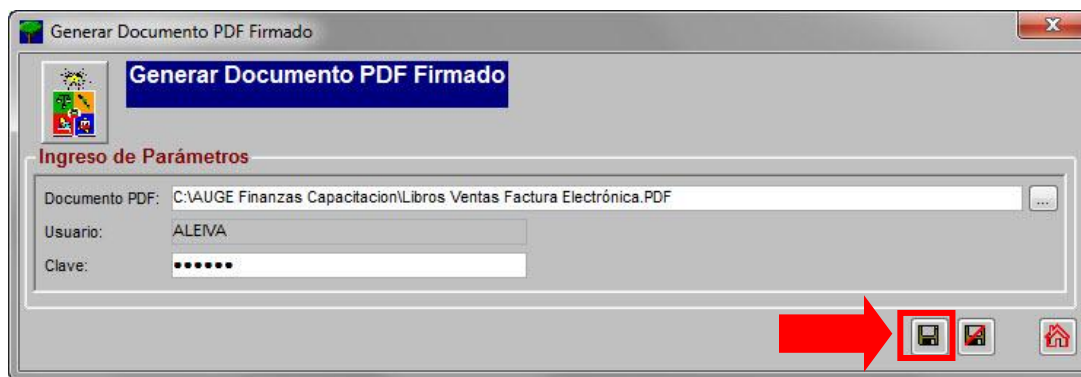 Generar Documento PDF Firmado
Generar Documento PDF Firmado
Ingreso de Parámetros
Documento PDF: C:\AUGE Finanzas Capacitacion\Libros Ventas Factura Electrónica.PDF ...
Usuario: ALEIVA
Clave: ••••••